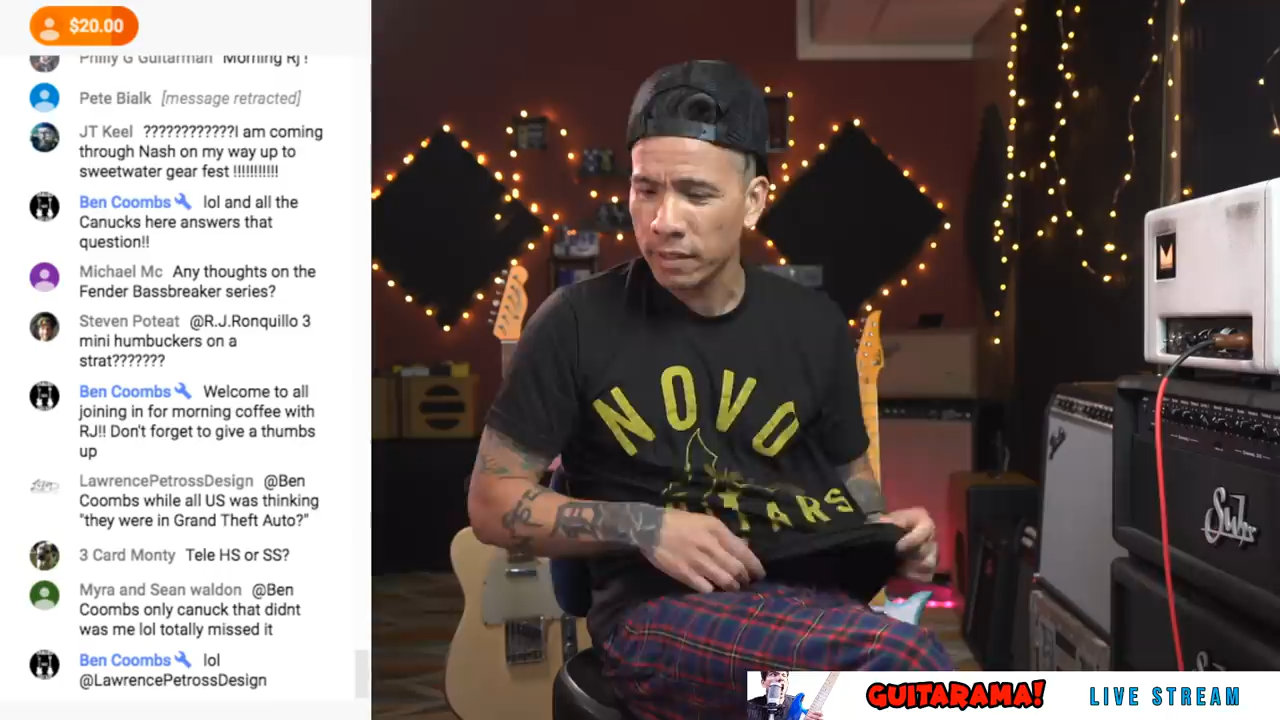 $20.00
Philly G Guitarman Morning Rj !
Pete Bialk [message retracted]
JT Keel ????????????I am coming
through Nash on my way up to
sweetwater gear fest !!!!!!!!!!!
Ben Coombs lol and all the
Canucks here answers that
question!!
Michael Mc Any thoughts on the
Fender Bassbreaker series?
Steven Poteat @R.J.Ronquillo 3
mini humbuckers on a
strat???????
Ben Coombs Welcome to all
joining in for morning coffee with
RJ!! Don't forget to give a thumbs
up
LawrencePetrossDesign @Ben
Coombs while all US was thinking
"they were in Grand Theft Auto?"
3 Card Monty Tele HS or SS?
Myra and Sean waldon @Ben
Coombs only canuck that didnt
was me lol totally missed it
Ben Coombs lol
@LawrencePetrossDesign
NOVO
GUITARS
Suhr
GUITARAMA! LIVE STREAM